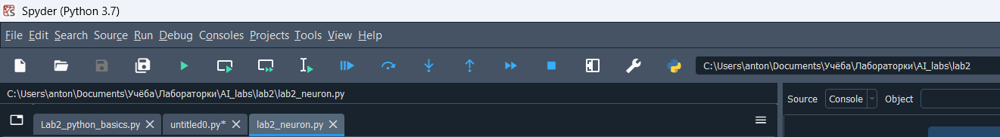 Spyder (Python 3.7)
File Edit Search Source Run Debug Consoles Projects Tools View Help
C:\Users\anton\Documents\Учёба\Лабораторки\AI_labs\lab2
C:\Users\anton\Documents\Учёба\Лабораторки\AI_labs\lab2\lab2_neuron.py
Source Console Object
Lab2_python_basics.py untitled0.py* lab2_neuron.py